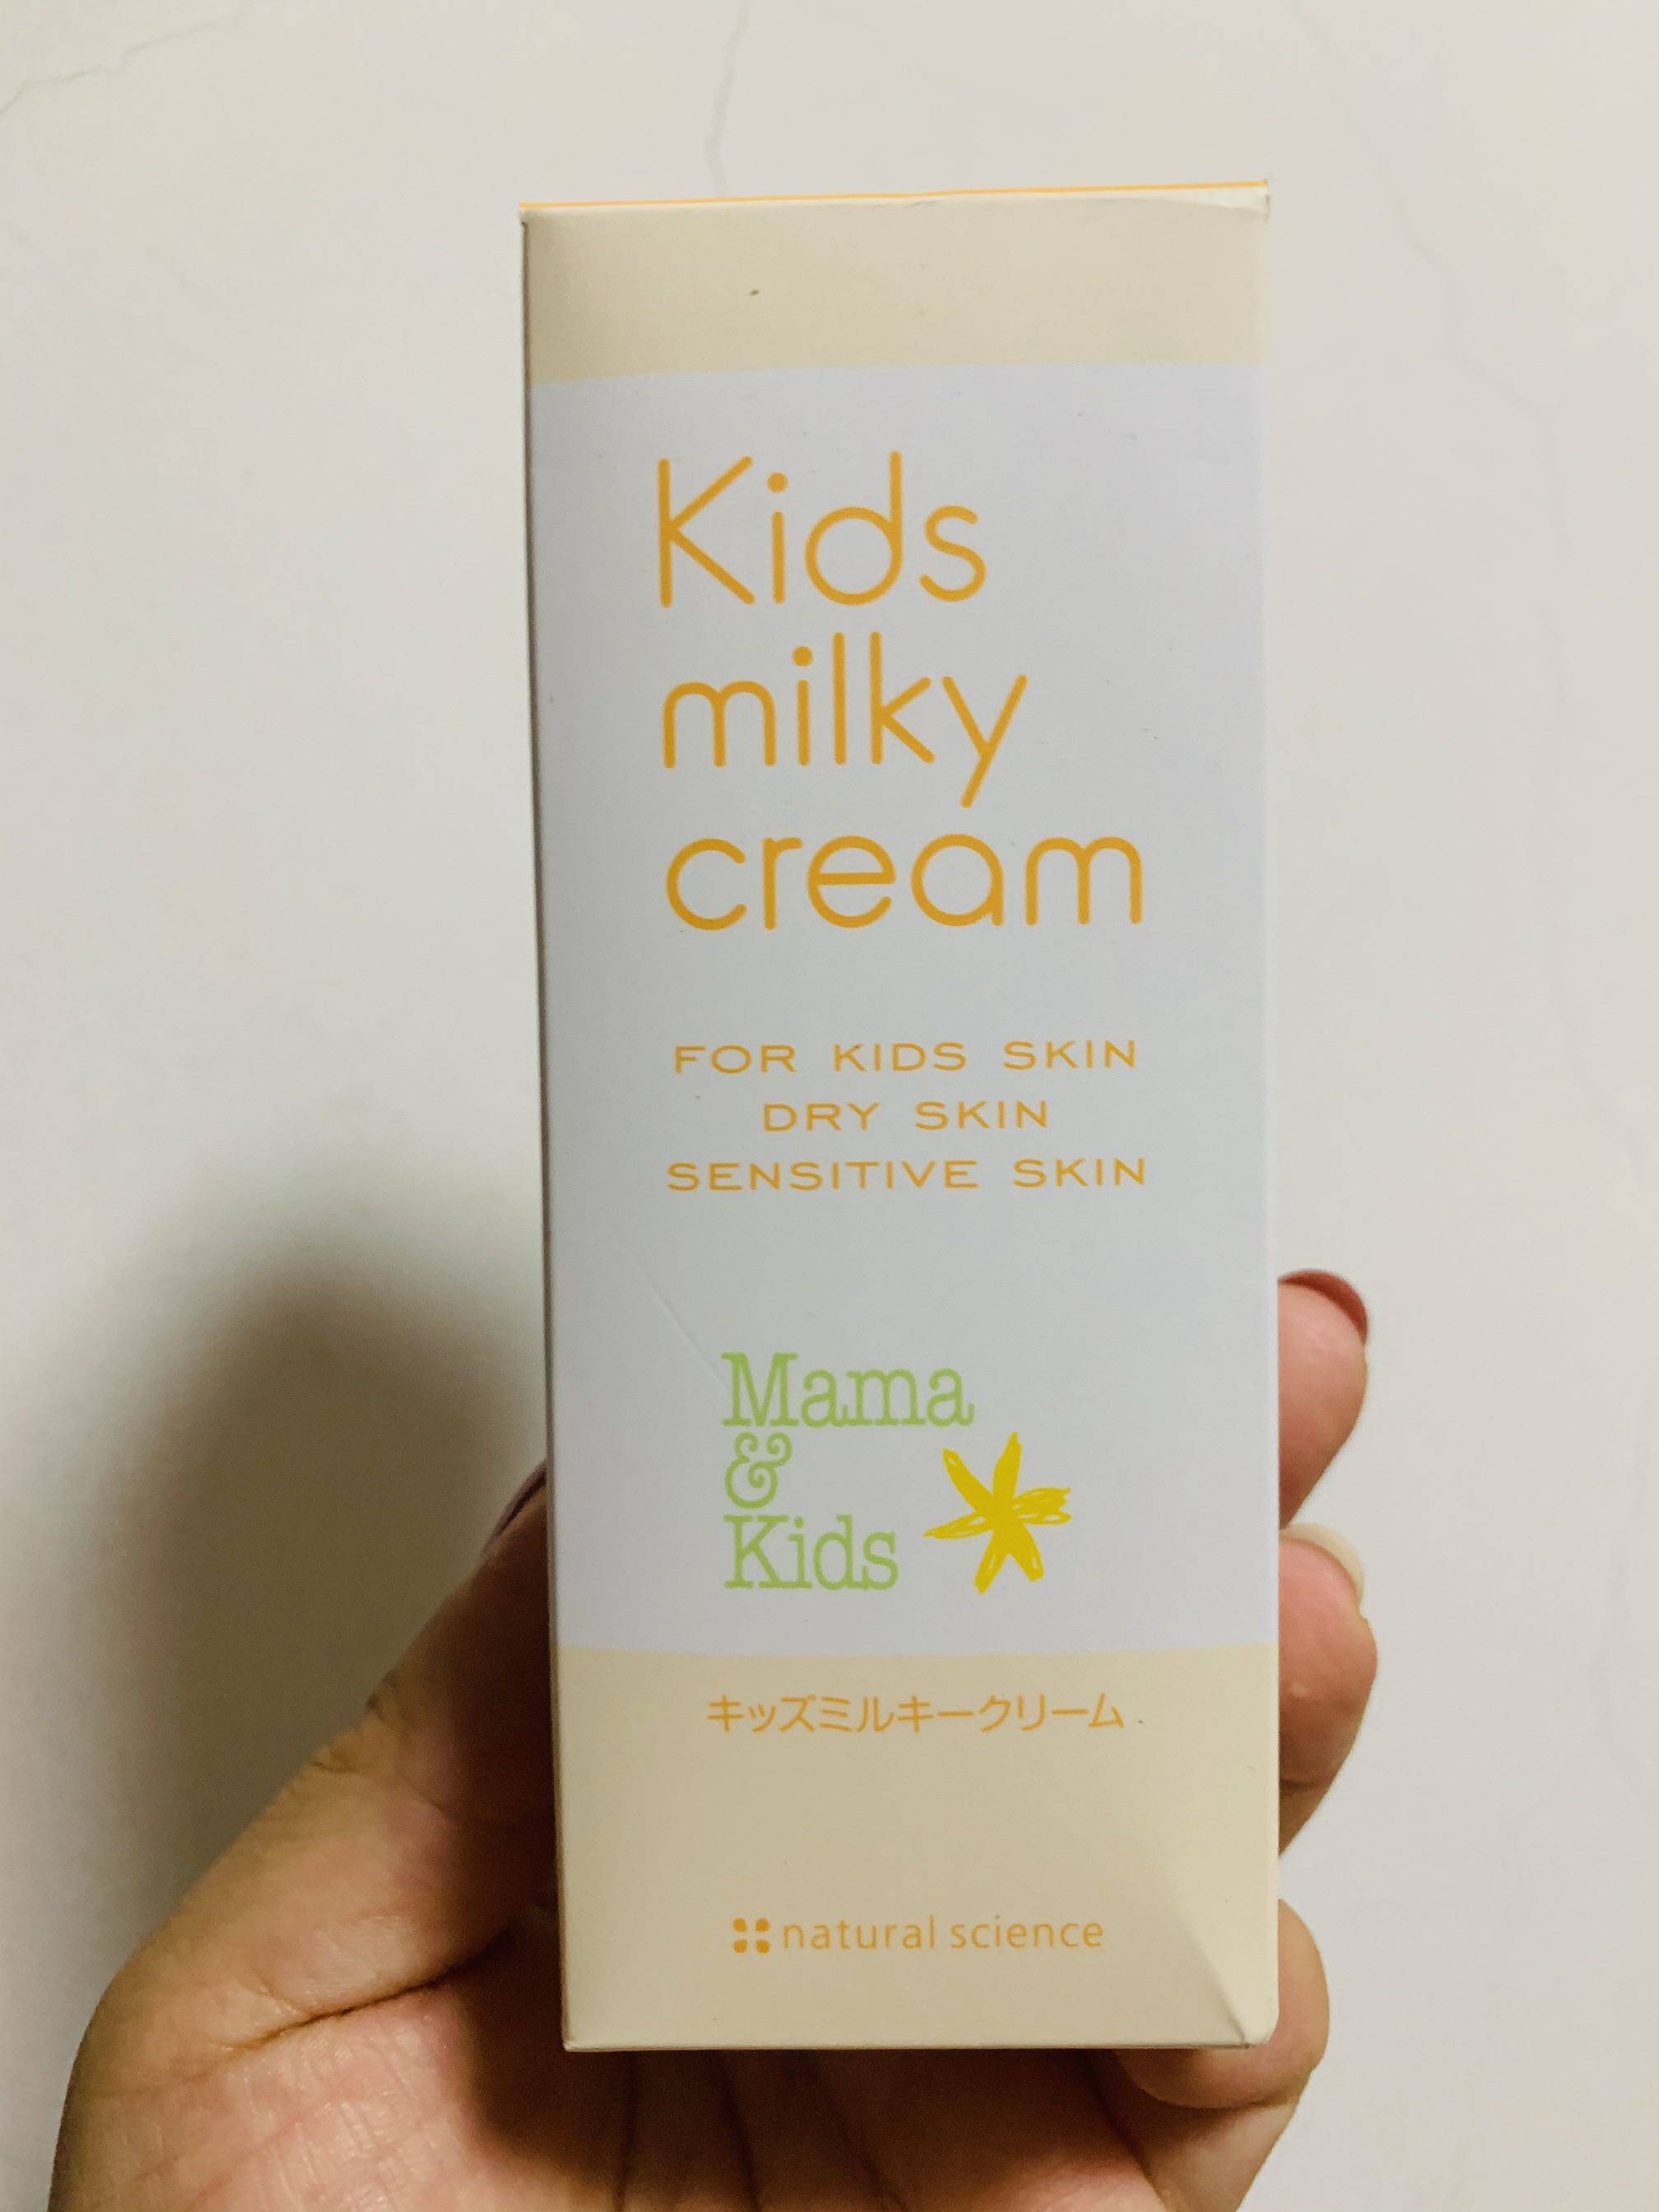 Kids
milky
cream
FOR KIDS SKIN
DRY SKIN
SENSITIVE SKIN
Mama
&
Kids
キッズミルキークリーム
natural science